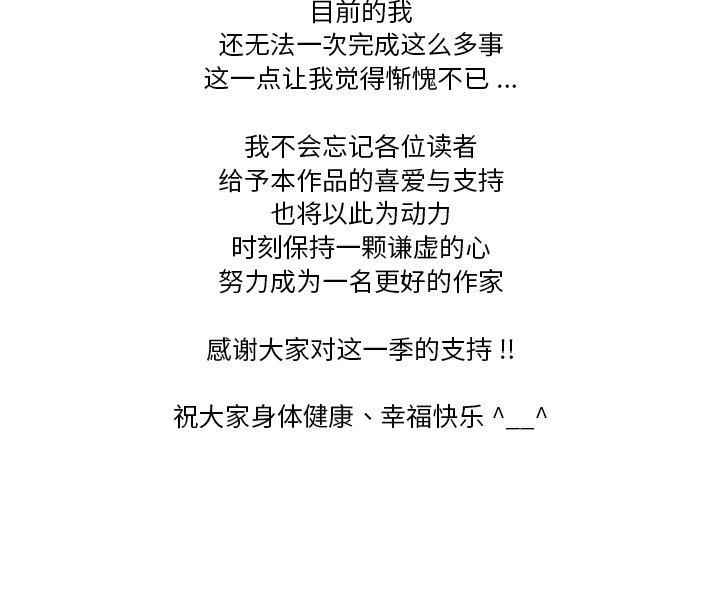 目前的我
还无法一次完成这么多事
这一点让我觉得惭愧不已 ...
我不会忘记各位读者
给予本作品的喜爱与支持
也将以此为动力
时刻保持一颗谦虚的心
努力成为一名更好的作家
感谢大家对这一季的支持 !!
祝大家身体健康、幸福快乐 ^__^